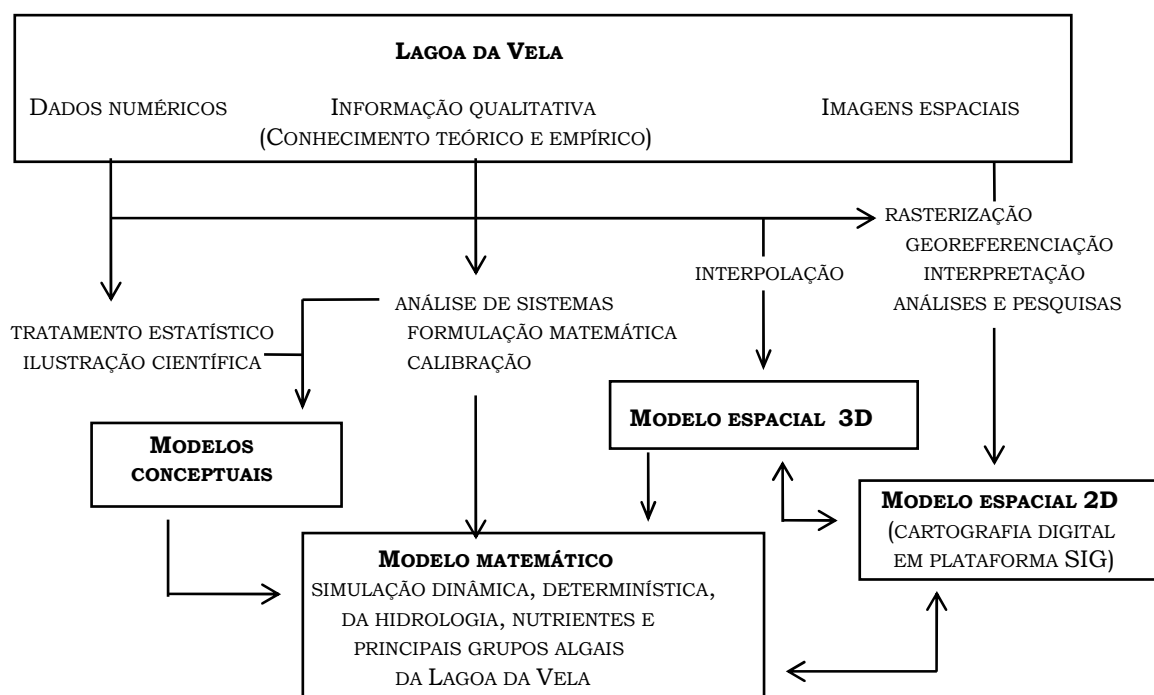 LAGOA DA VELA
DADOS NUMÉRICOS
INFORMAÇÃO QUALITATIVA
(CONHECIMENTO TEÓRICO E EMPÍRICO)
IMAGENS ESPACIAIS
RASTERIZAÇÃO
GEOREFERENCIAÇÃO
INTERPRETAÇÃO
ANÁLISES E PESQUISAS
INTERPOLAÇÃO
ANÁLISE DE SISTEMAS
FORMULAÇÃO MATEMÁTICA
CALIBRAÇÃO
TRATAMENTO ESTATÍSTICO
ILUSTRAÇÃO CIENTÍFICA
MODELO ESPACIAL 3D
MODELOS
CONCEPTUAIS
MODELO ESPACIAL 2D
(CARTOGRAFIA DIGITAL
EM PLATAFORMA SIG)
MODELO MATEMÁTICO
SIMULAÇÃO DINÂMICA, DETERMINÍSTICA,
DA HIDROLOGIA, NUTRIENTES E
PRINCIPAIS GRUPOS ALGAIS
DA LAGOA DA VELA